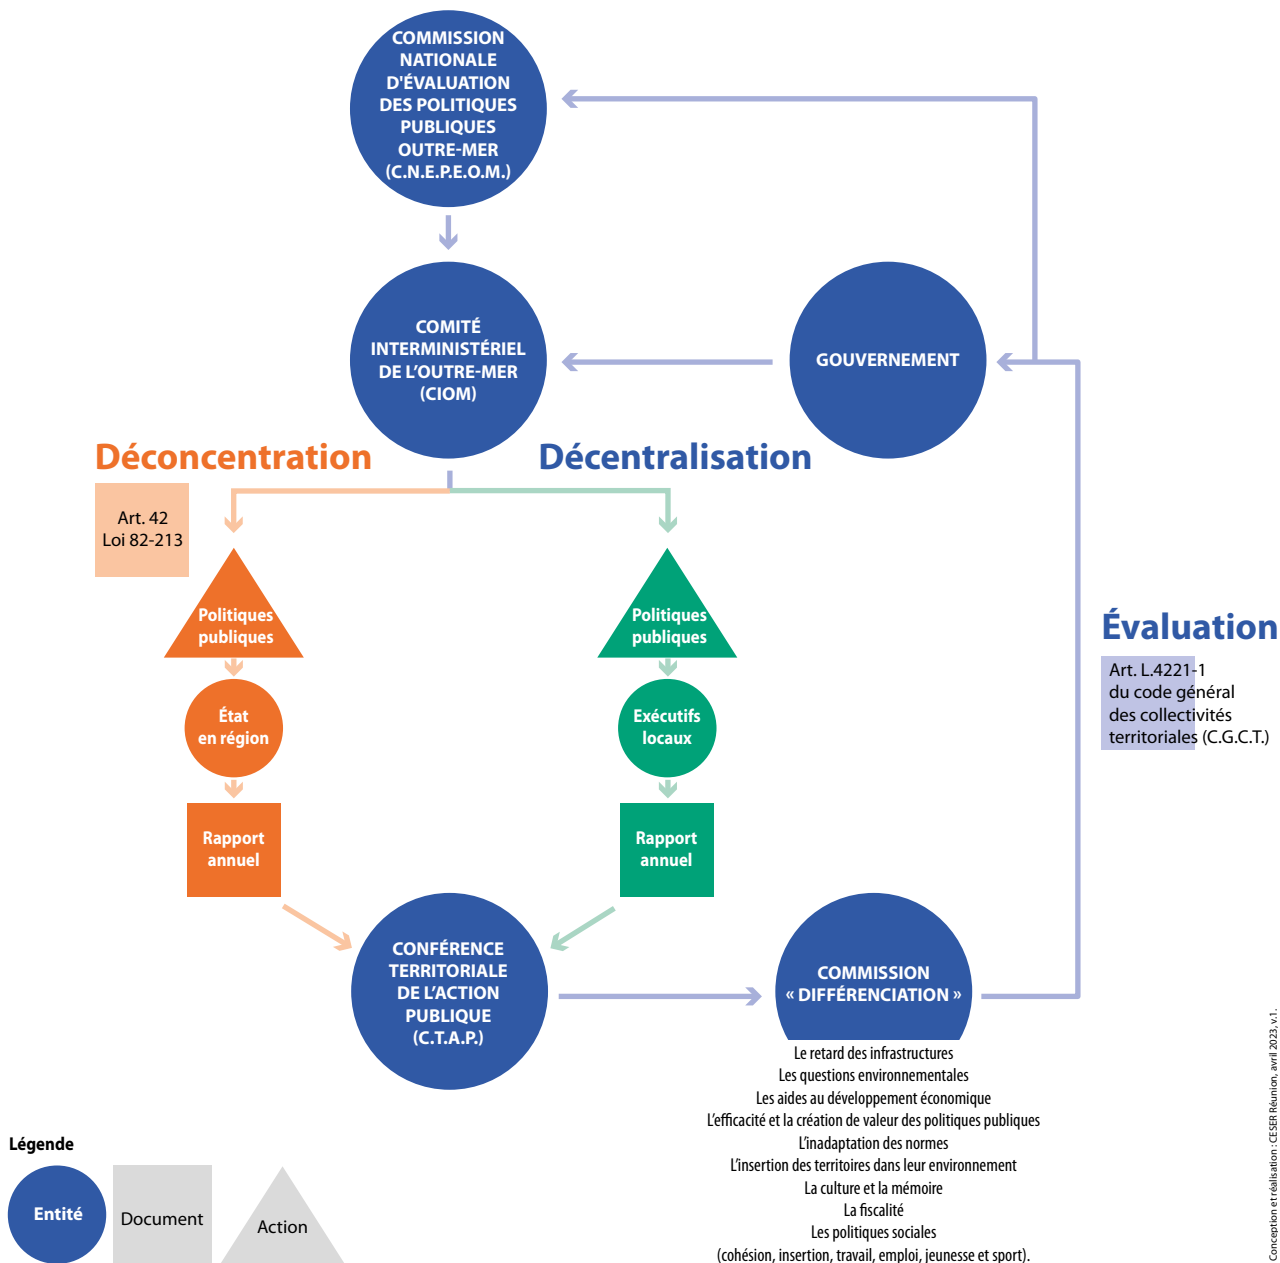 COMMISSION
NATIONALE
D'ÉVALUATION
DES POLITIQUES
PUBLIQUES
OUTRE-MER
(C.N.E.P.E.O.M.)
COMITÉ
INTERMINISTÉRIEL
DE L'OUTRE-MER
(CIOM)
GOUVERNEMENT
Déconcentration
Décentralisation
Art. 42
Loi 82-213
Politiques
publiques
Politiques
publiques
Évaluation
Art. L.4221-1
du code général
des collectivités
territoriales (C.G.C.T.)
État
en région
Exécutifs
locaux
Rapport
annuel
Rapport
annuel
CONFÉRENCE
TERRITORIALE
DE L'ACTION
PUBLIQUE
(C.T.A.P.)
COMMISSION
« DIFFÉRENCIATION »
Le retard des infrastructures
Les questions environnementales
Les aides au développement économique
L'efficacité et la création de valeur des politiques publiques
L'inadaptation des normes
L'insertion des territoires dans leur environnement
La culture et la mémoire
La fiscalité
Les politiques sociales
(cohésion, insertion, travail, emploi, jeunesse et sport).
Légende
Entité
Document
Action
Conception et réalisation : CESER Réunion, avril 2023, v.1.